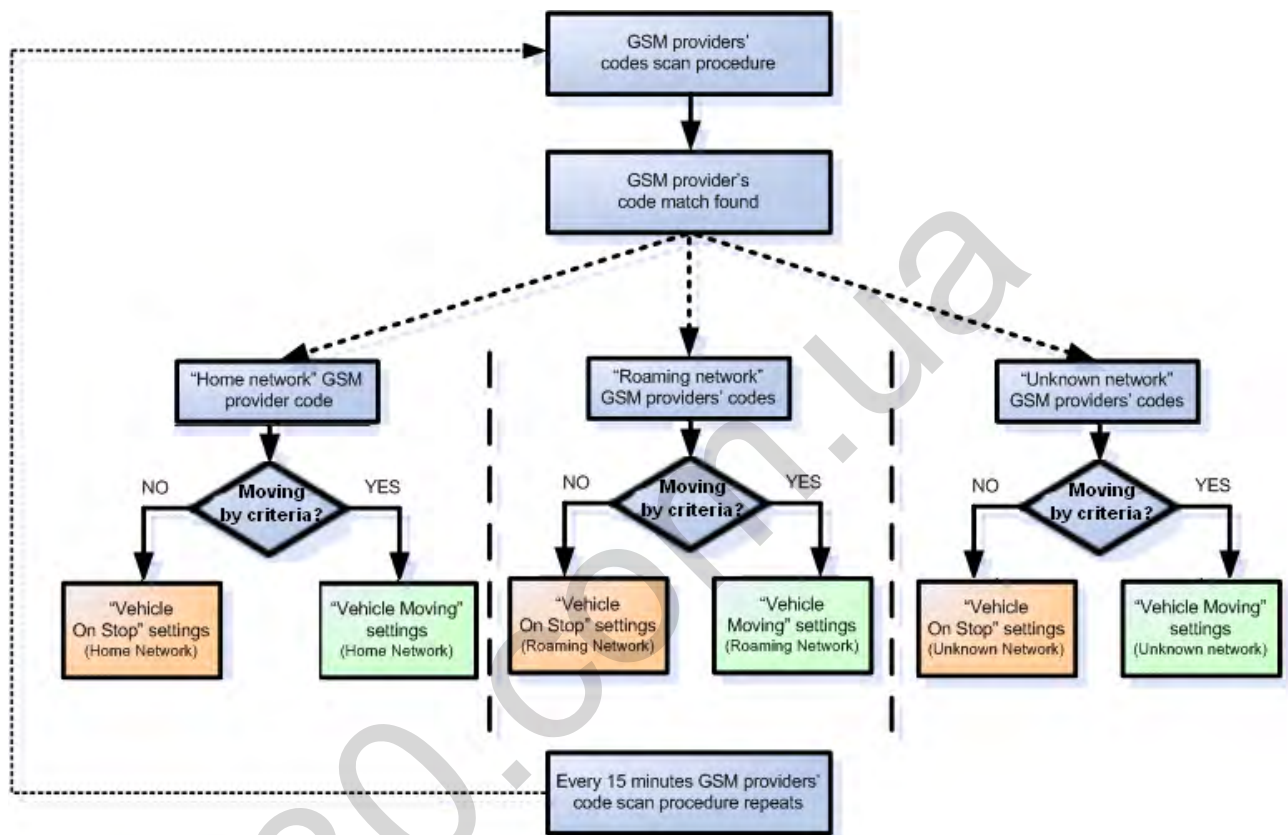 GSM providers'
codes scan procedure
GSM provider's
code match found
"Home network" GSM
provider code
"Roaming network"
GSM providers' codes
"Unknown network"
GSM providers' codes
NO
Moving
by criteria?
YES
NO
Moving
by criteria?
YES
NO
Moving
by criteria?
YES
"Vehicle
On Stop" settings
(Home Network)
"Vehicle Moving"
settings
(Home Network)
"Vehicle
On Stop" settings
(Roaming Network)
"Vehicle
Moving" settings
(Roaming Network)
"Vehicle
On Stop" settings
(Unknown Network)
"Vehicle Moving"
settings
(Unknown network)
Every 15 minutes GSM providers'
code scan procedure repeats
0.com.ua